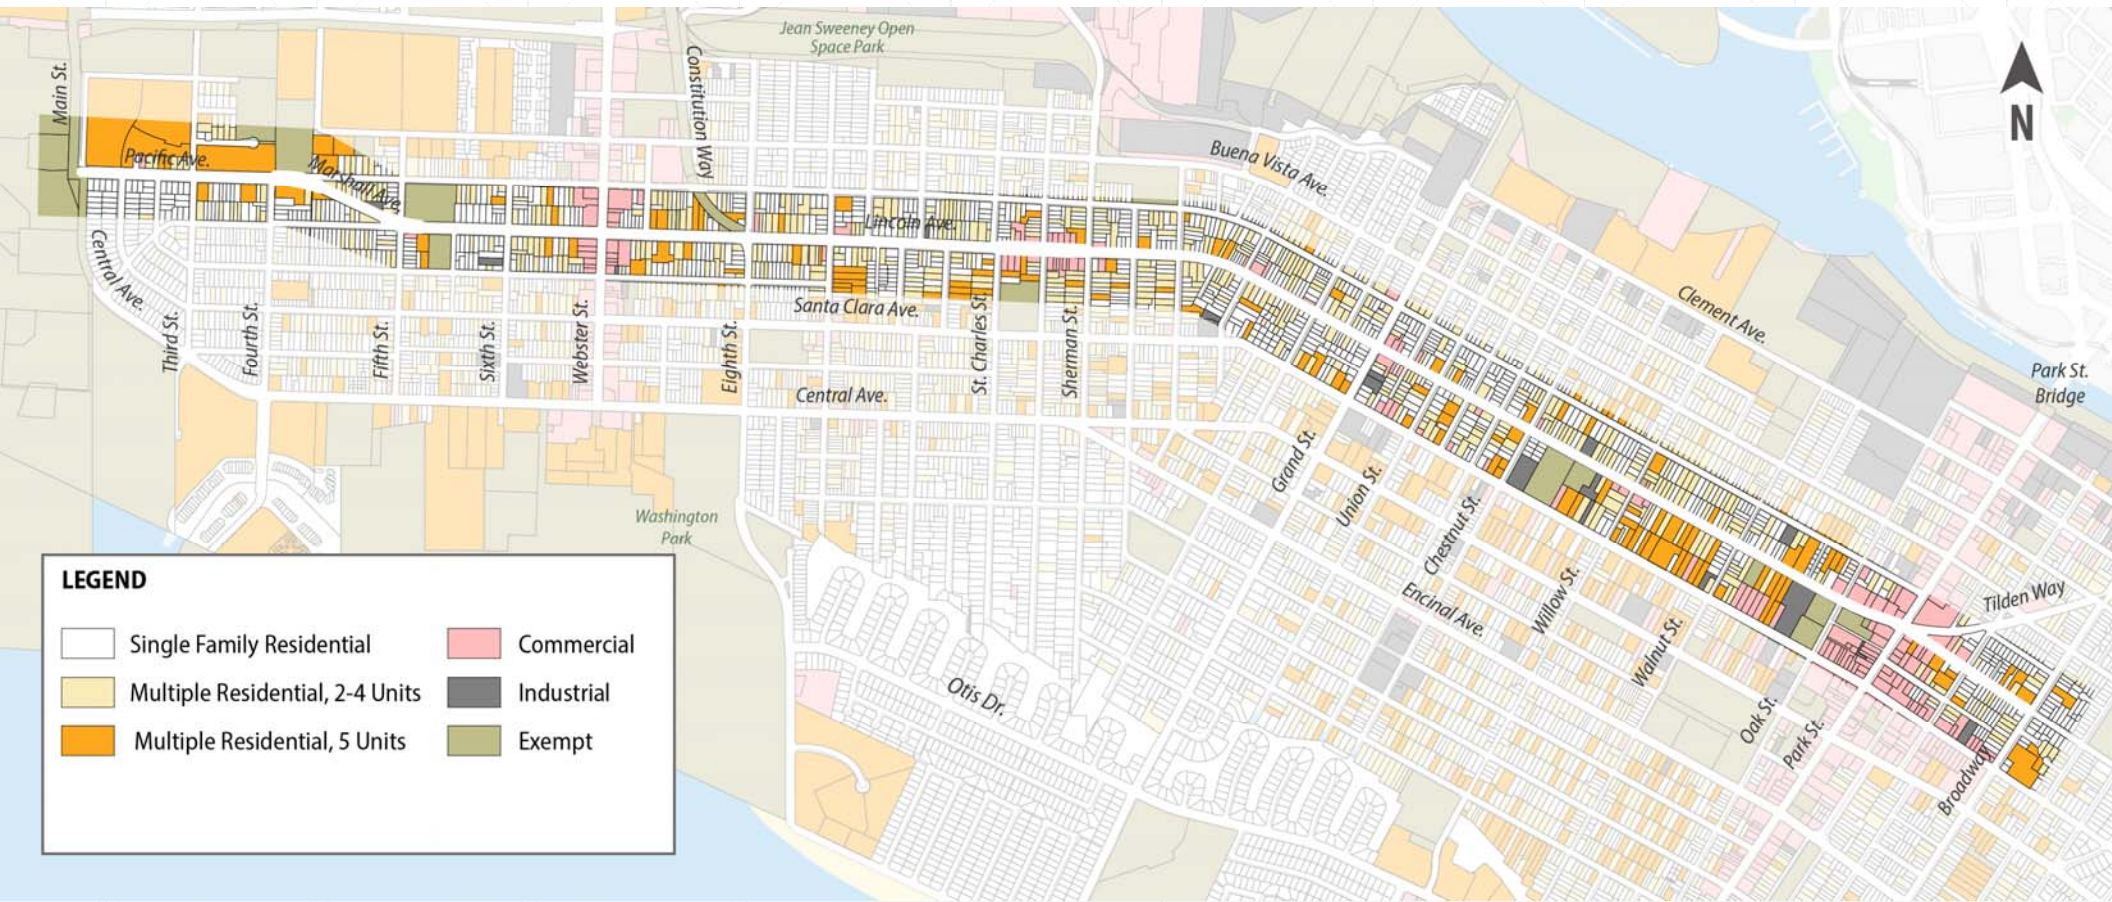 Jean Sweeney Open
Space Park
Main St.
Constitution Way
N
Pacific Ave.
Marshall Ave.
Buena Vista Ave.
Lincoln Ave.
Central Ave.
Santa Clara Ave.
Clement Ave.
Third St.
Fourth St.
Fifth St.
Sixth St.
Webster St.
Eighth St.
St. Charles St.
Sherman St.
Park St.
Bridge
Central Ave.
Grand St.
Union St.
Chestnut St.
Washington
Park
Willow St.
Encinal Ave.
Walnut St.
Tilden Way
Otis Dr.
Oak St.
Park St.
Broadway
LEGEND
Single Family Residential
Multiple Residential, 2-4 Units
Multiple Residential, 5 Units
Commercial
Industrial
Exempt